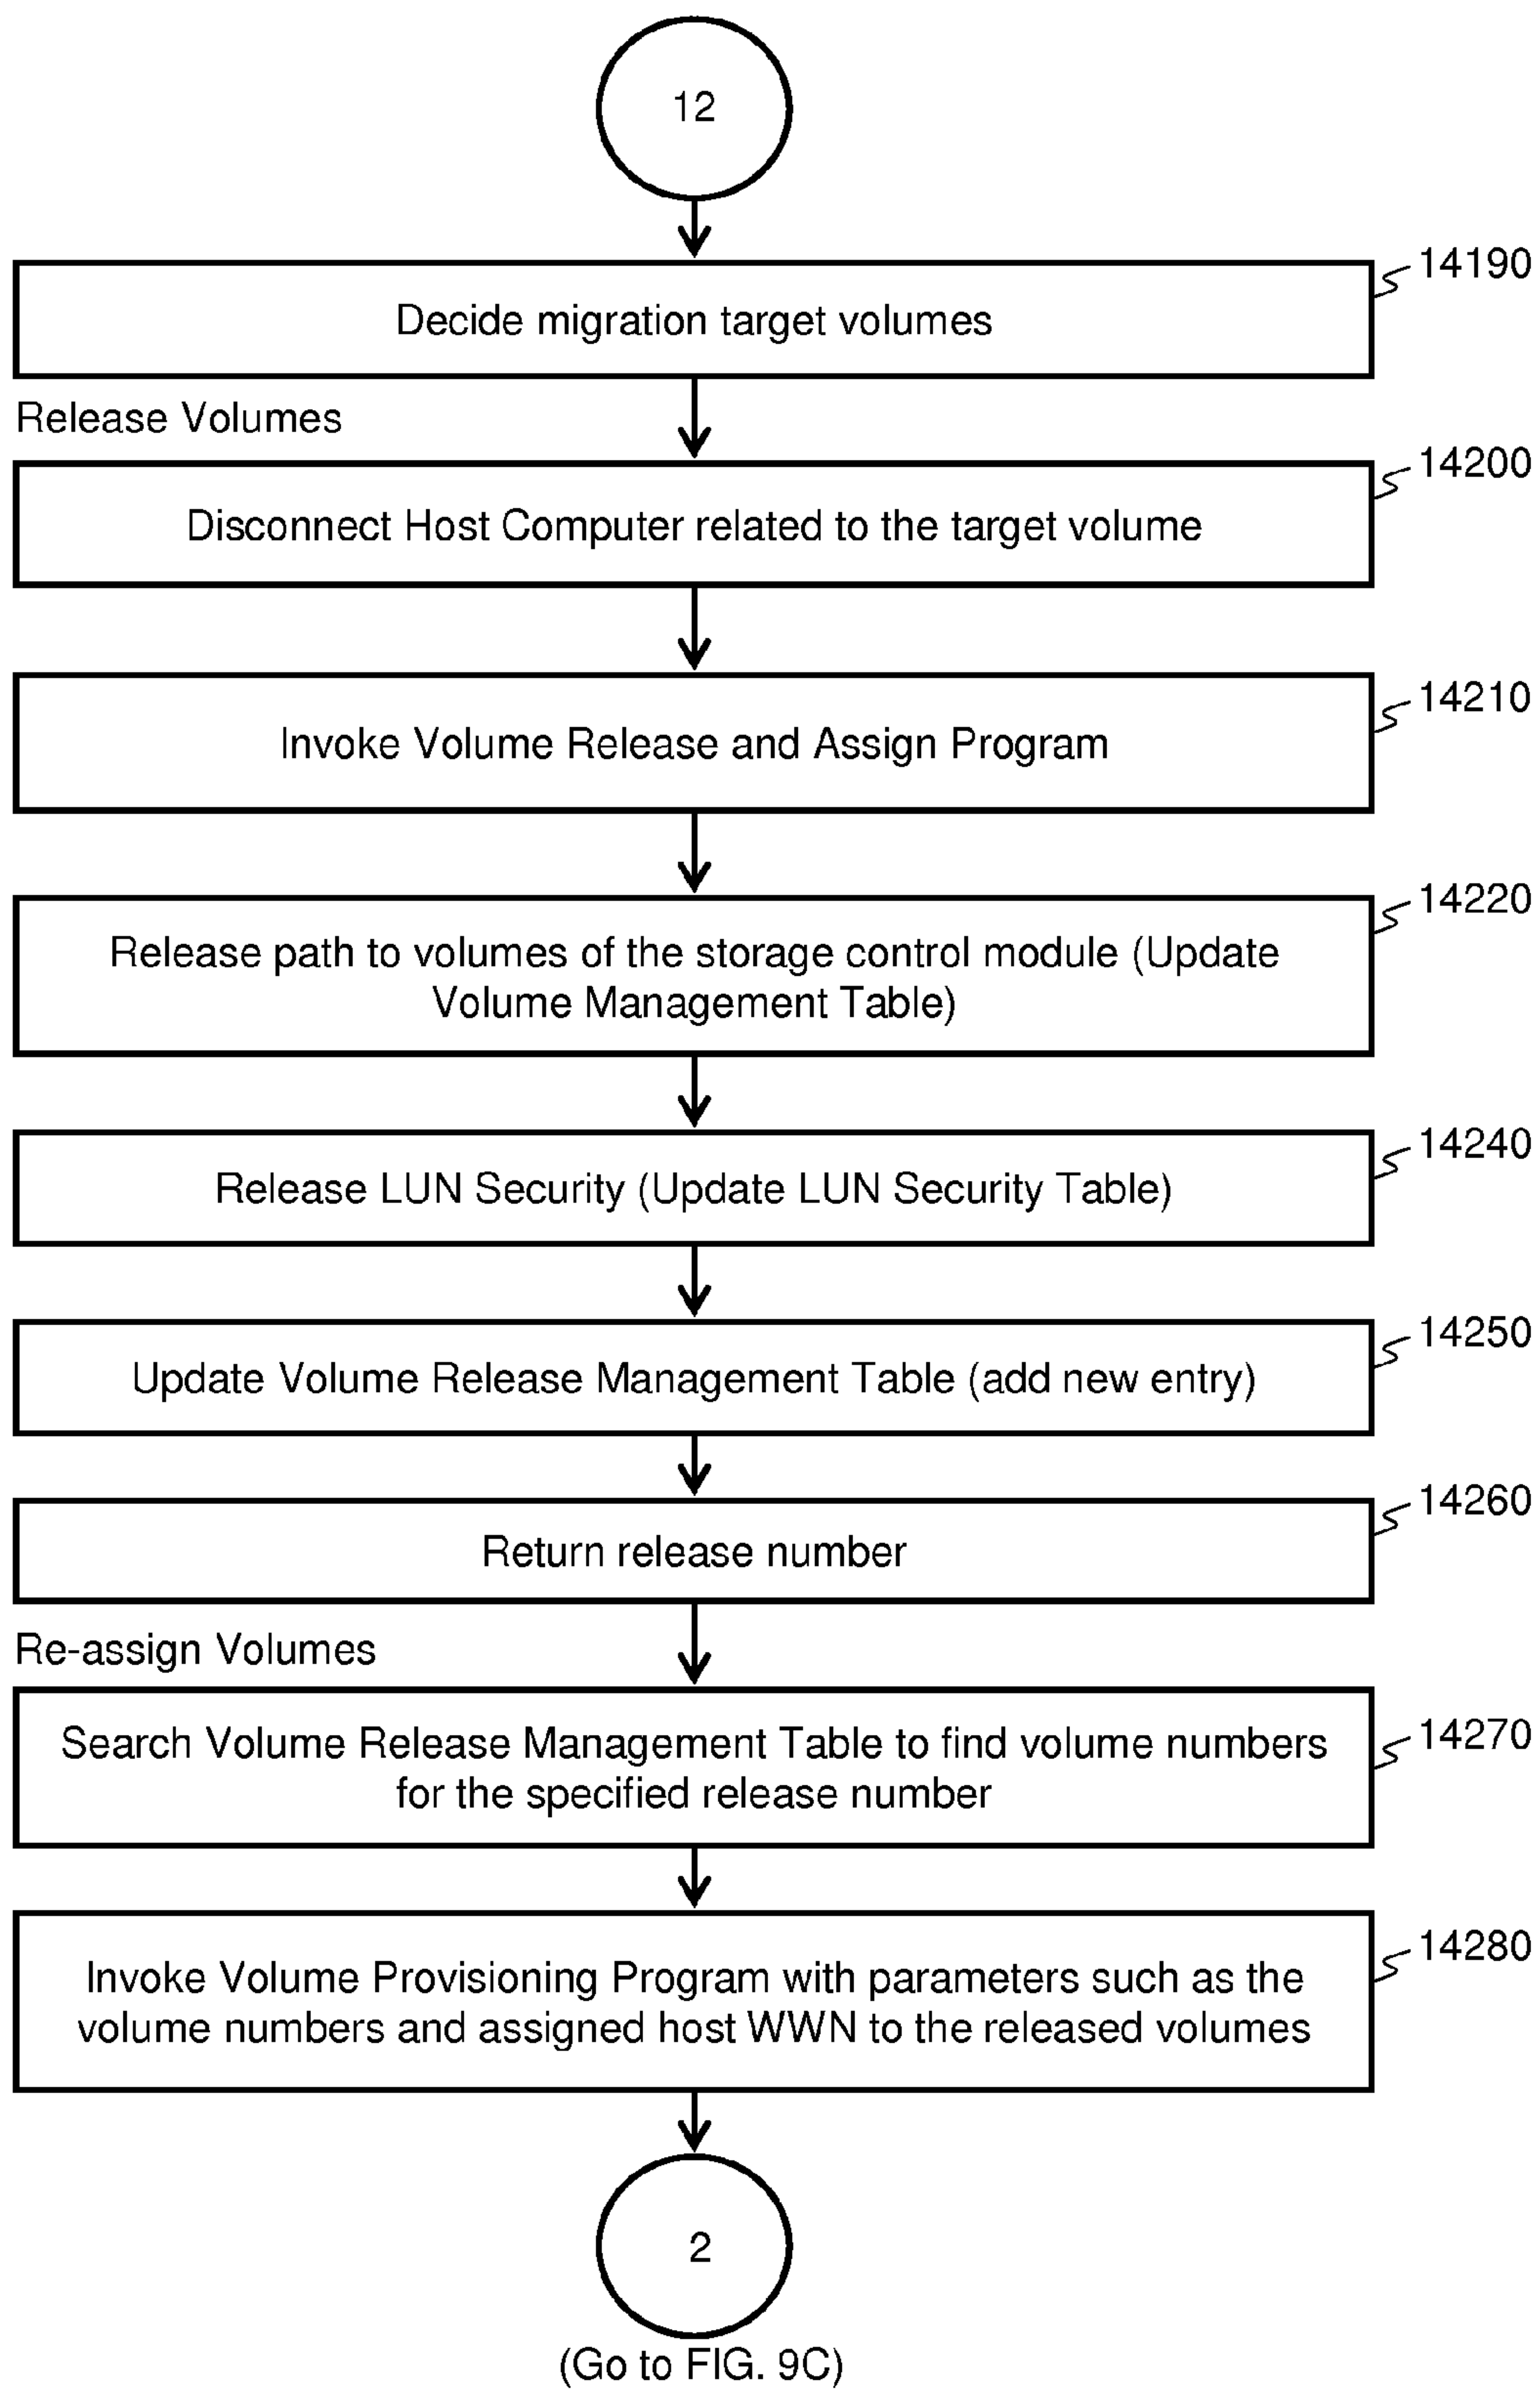 12
14190
Decide migration target volumes
Release Volumes
14200
Disconnect Host Computer related to the target volume
14210
Invoke Volume Release and Assign Program
14220
Release path to volumes of the storage control module (Update
Volume Management Table)
14240
Release LUN Security (Update LUN Security Table)
14250
Update Volume Release Management Table (add new entry)
14260
Return release number
Re-assign Volumes
14270
Search Volume Release Management Table to find volume numbers
for the specified release number
14280
Invoke Volume Provisioning Program with parameters such as the
volume numbers and assigned host WWN to the released volumes
2
(Go to FIG. 9C)